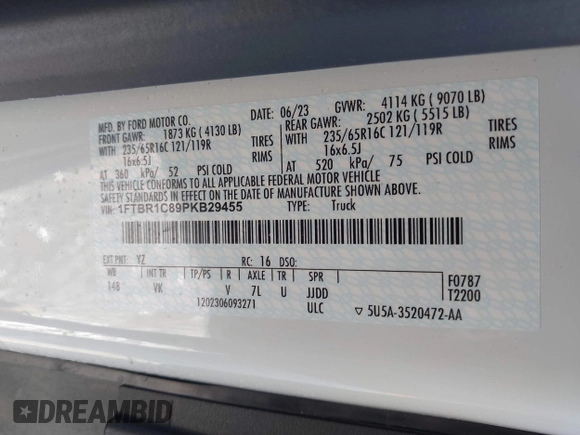 MFD. BY FORD MOTOR CO.
DATE: 06/23 GVWR: 4114 KG ( 9070 LB)
FRONT GAWR: 1873 KG ( 4130 LB) REAR GAWR: 2502 KG ( 5515 LB)
WITH 235/65R16C 121/119R TIRES WITH 235/65R16C 121/119R TIRES
16x6.5J RIMS 16x6.5J RIMS
AT 360 kPa/ 52 PSI COLD AT 520 kPa/ 75 PSI COLD
THIS VEHICLE CONFORMS TO ALL APPLICABLE FEDERAL MOTOR VEHICLE
SAFETY STANDARDS IN EFFECT ON THE DATE OF MANUFACTURE SHOWN ABOVE.
VIN: 1FTBR1C89PKB29455 TYPE: Truck
EXT PNT: YZ RC: 16 DSO:
WB INT TR TP/PS R AXLE TR SPR F0787
148 VK V 7L U JJDD T2200
1202306093271 ULC ▽ 5U5A-3520472-AA
DREAMBID